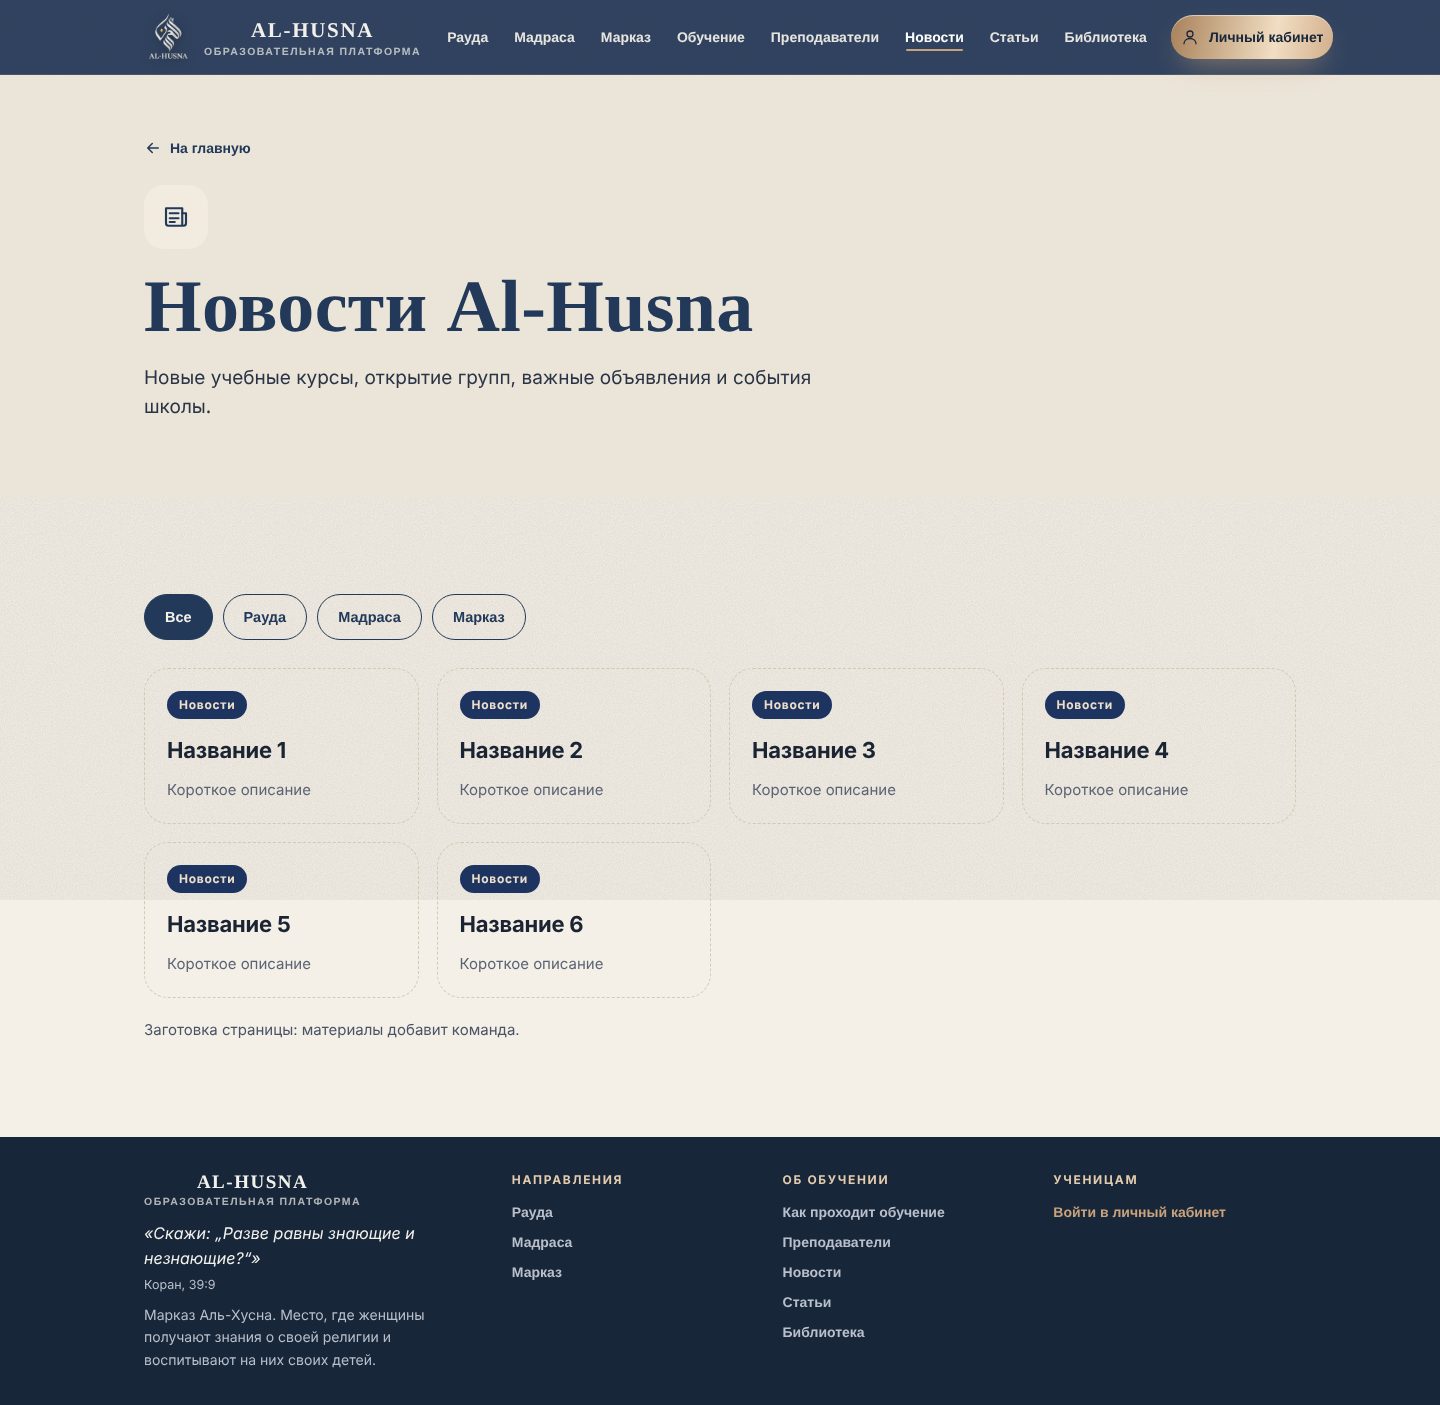 AL-HUSNA
AL-HUSNA
ОБРАЗОВАТЕЛЬНАЯ ПЛАТФОРМА
Рауда
Мадраса
Марказ
Обучение
Преподаватели
Новости
Статьи
Библиотека
Личный кабинет
На главную
Новости Al-Husna
Новые учебные курсы, открытие групп, важные объявления и события
школы.
Все
Рауда
Мадраса
Марказ
Новости
Название 1
Короткое описание
Новости
Название 2
Короткое описание
Новости
Название 3
Короткое описание
Новости
Название 4
Короткое описание
Новости
Название 5
Короткое описание
Новости
Название 6
Короткое описание
Заготовка страницы: материалы добавит команда.
AL-HUSNA
ОБРАЗОВАТЕЛЬНАЯ ПЛАТФОРМА
«Скажи: „Разве равны знающие и
незнающие?“»
Коран, 39:9
Марказ Аль-Хусна. Место, где женщины
получают знания о своей религии и
воспитывают на них своих детей.
НАПРАВЛЕНИЯ
Рауда
Мадраса
Марказ
ОБ ОБУЧЕНИИ
Как проходит обучение
Преподаватели
Новости
Статьи
Библиотека
УЧЕНИЦАМ
Войти в личный кабинет